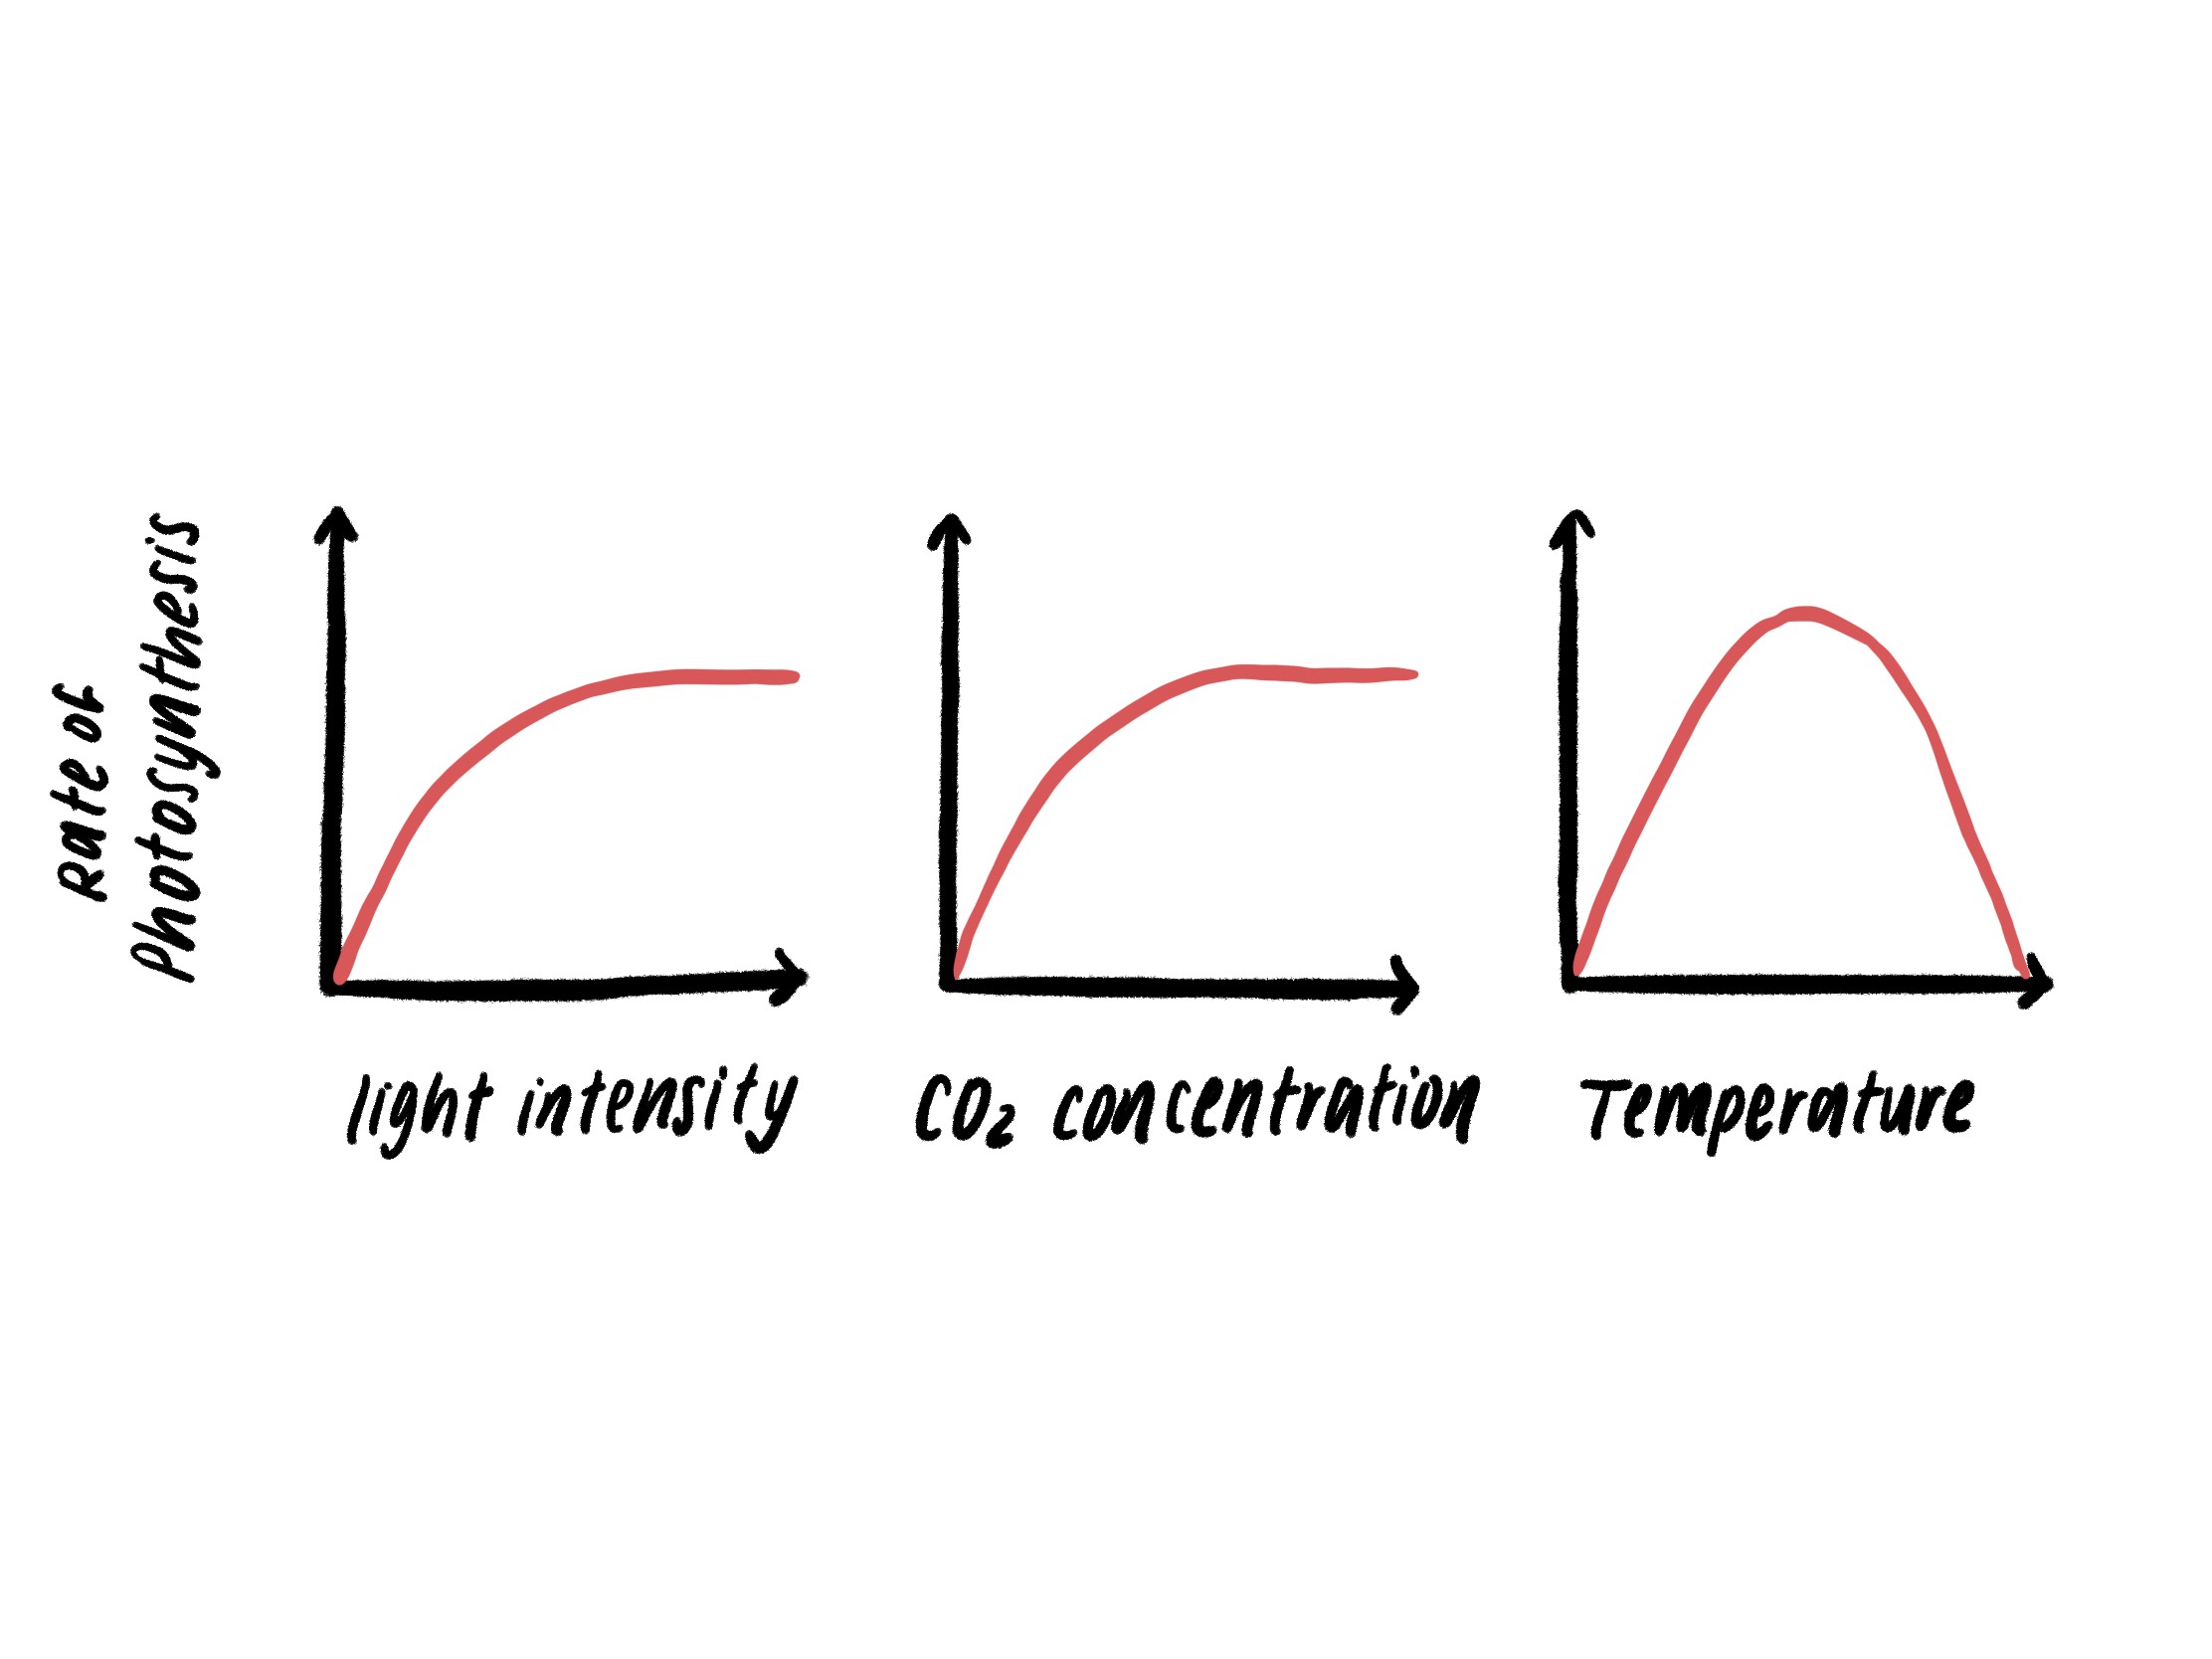 Rate of
Photosynthesis
light intensity
CO₂ concentration
Temperature